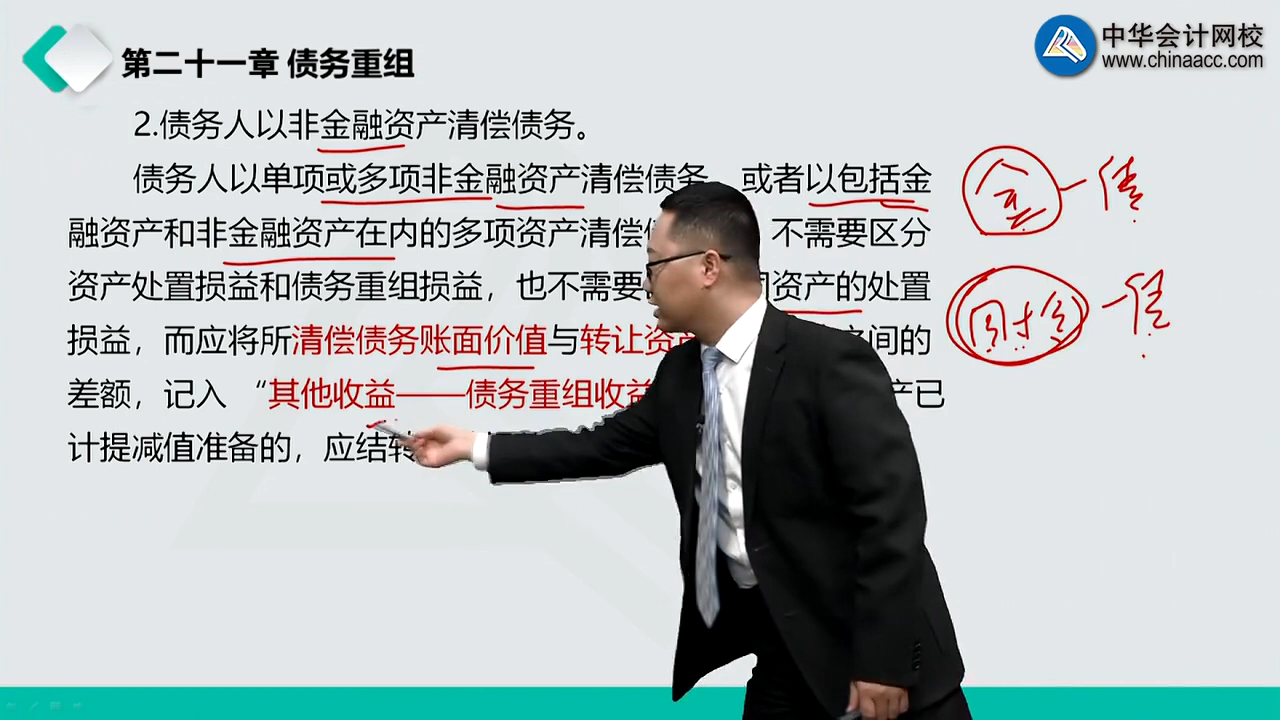 中华会计网校
www.chinaacc.com
第二十一章 债务重组
2.债务人以非金融资产清偿债务。
债务人以单项或多项非金融资产清偿债务，或者以包括金
融资产和非金融资产在内的多项资产清偿 不需要区分
资产处置损益和债务重组损益，也不需要 资产的处置
损益，而应将所清偿债务账面价值与转让资 之间的
差额，记入“其他收益——债务重组收益 产已
计提减值准备的，应结转
金一债
一债